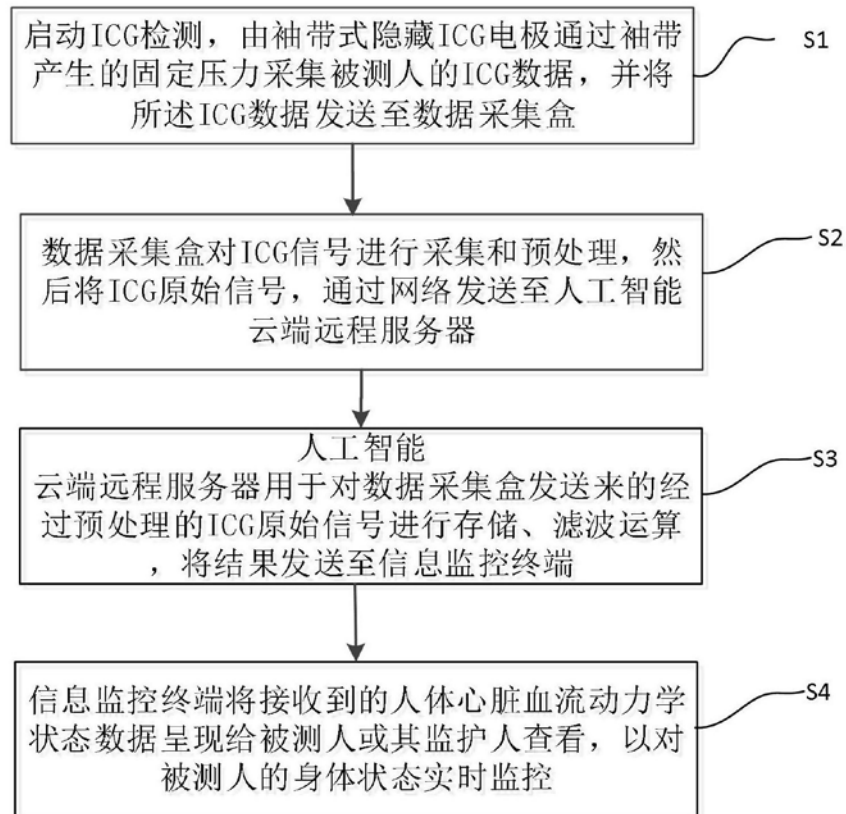 启动ICG检测，由袖带式隐藏ICG电极通过袖带
产生的固定压力采集被测人的ICG数据，并将
所述ICG数据发送至数据采集盒
S1
数据采集盒对ICG信号进行采集和预处理，然
后将ICG原始信号，通过网络发送至人工智能
云端远程服务器
S2
人工智能
云端远程服务器用于对数据采集盒发送来的经
过预处理的ICG原始信号进行存储、滤波运算
，将结果发送至信息监控终端
S3
信息监控终端将接收到的人体心脏血流动力学
状态数据呈现给被测人或其监护人查看，以对
被测人的身体状态实时监控
S4